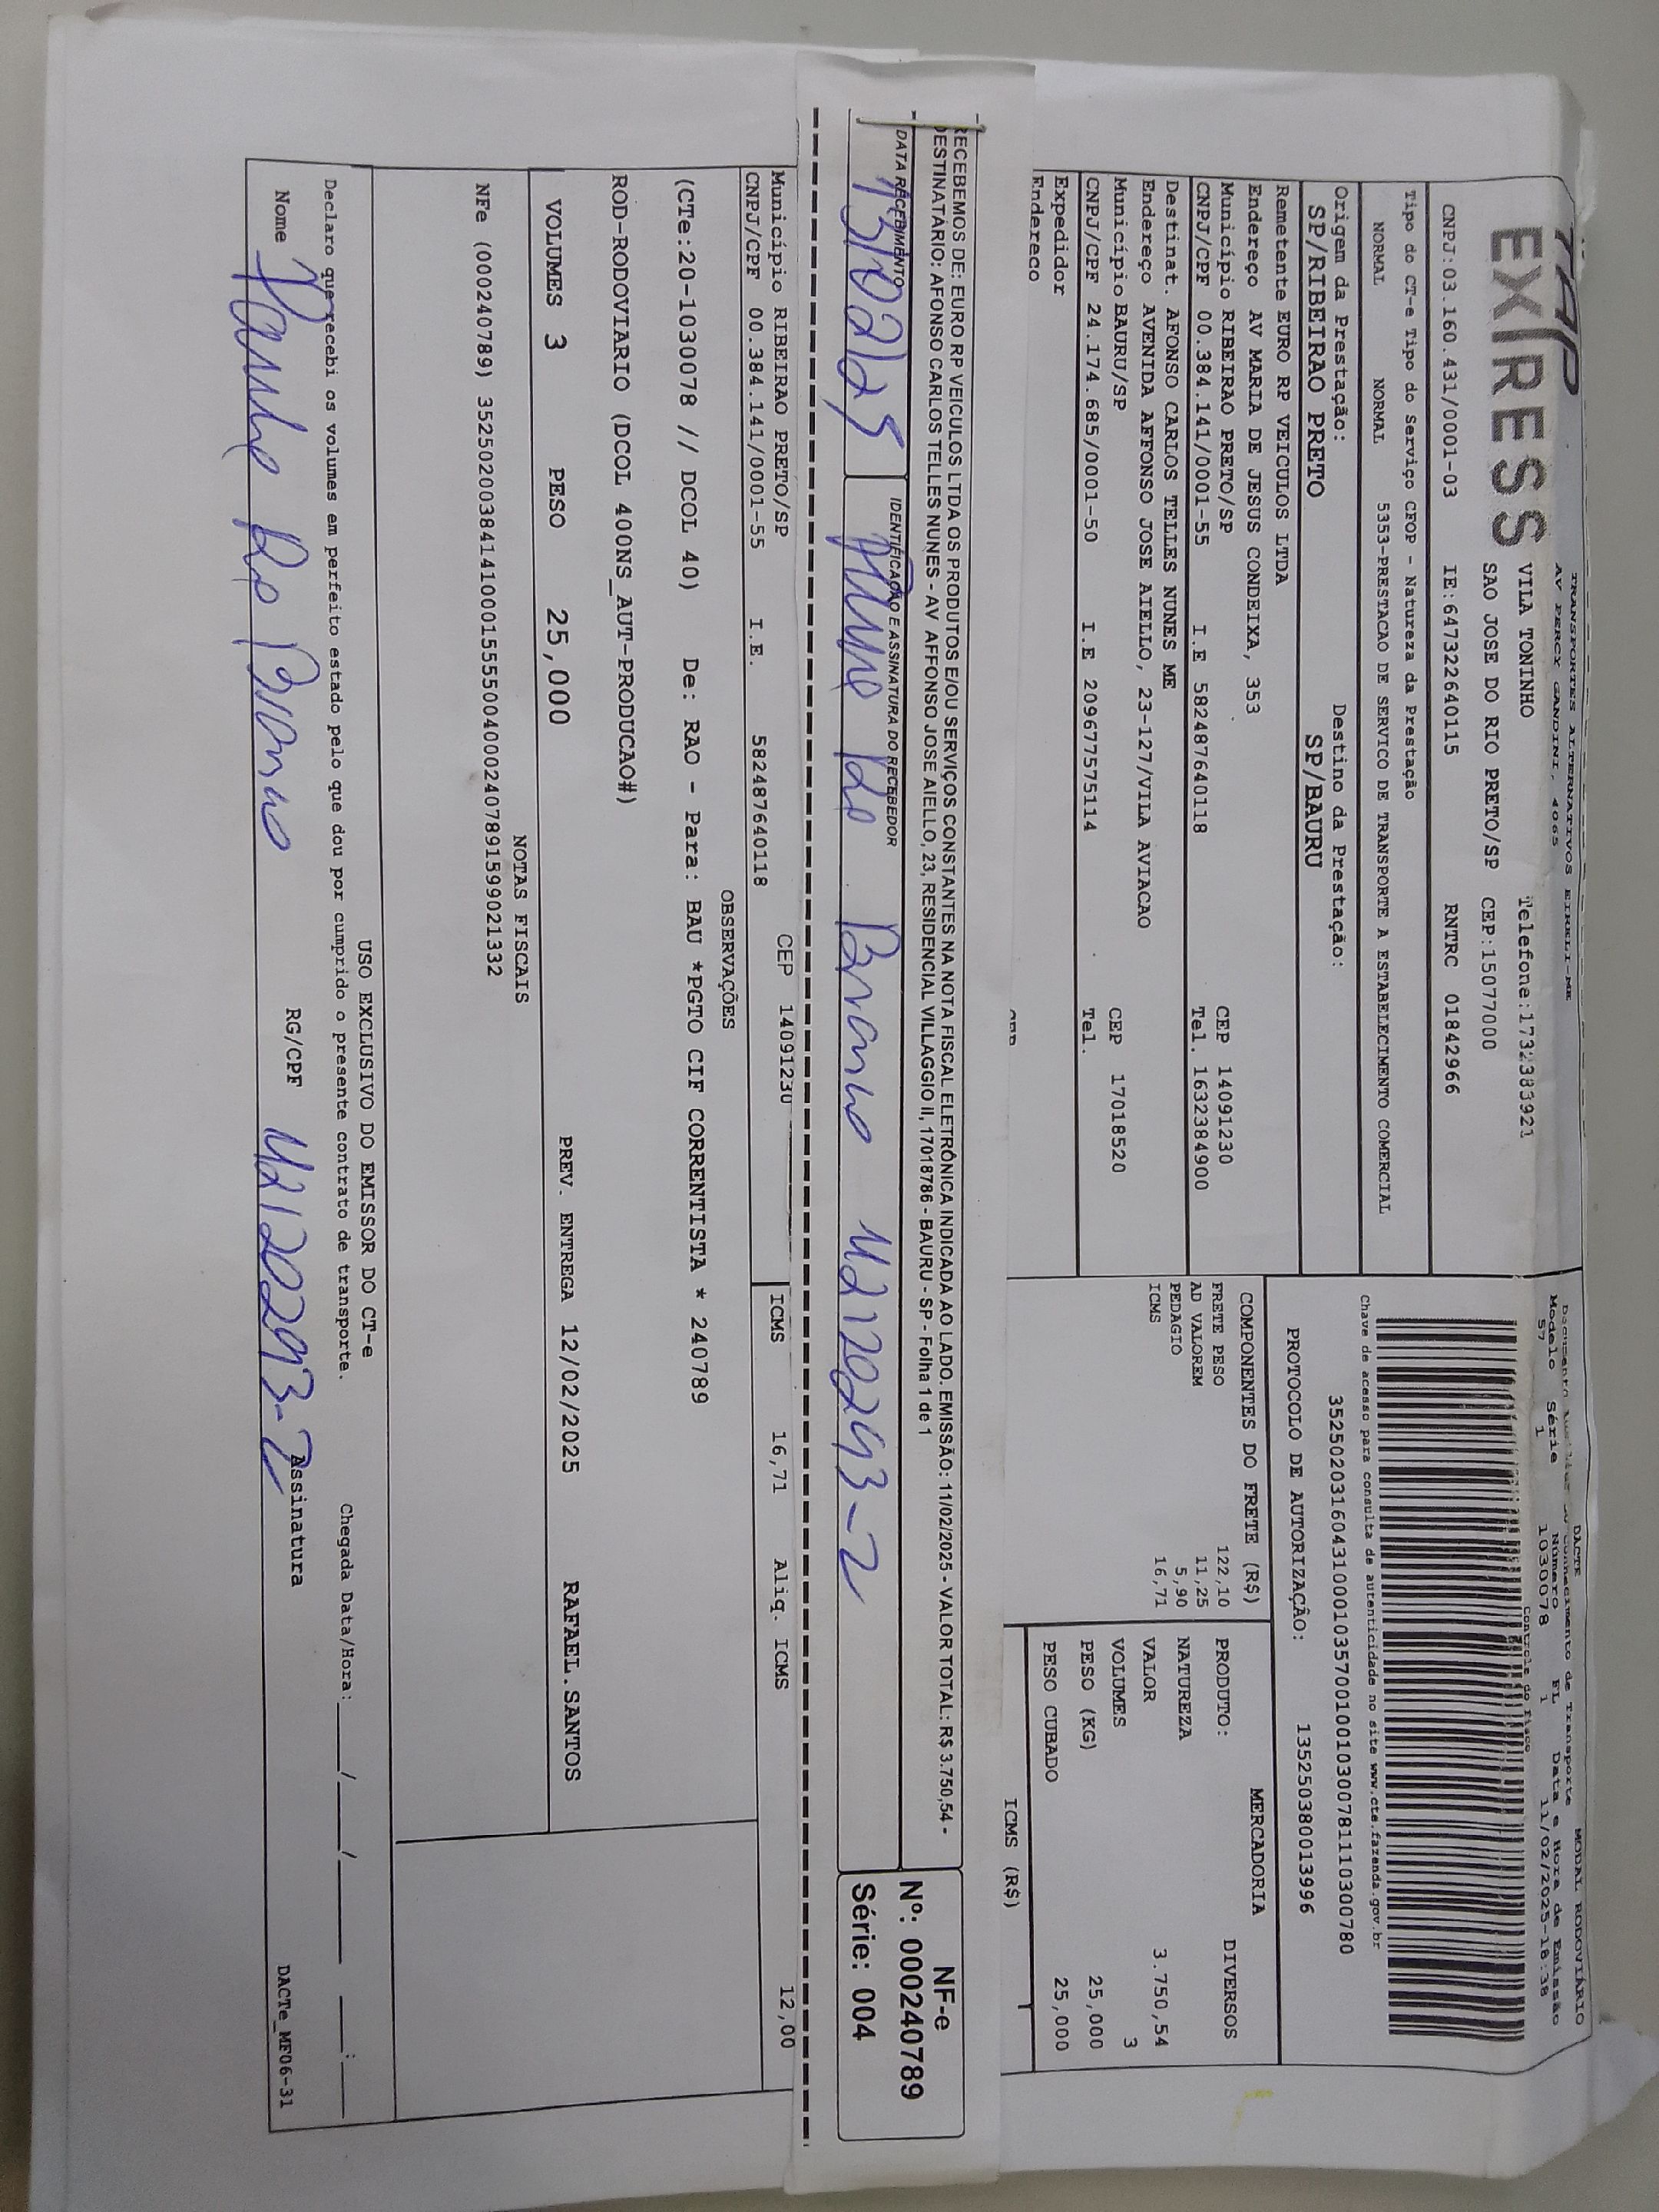 TAP
EXPRESS
TRANSPORTES ALTERNATIVOS EIRELI-ME
AV PERCY GANDINI, 4065
VILA TONINHO Telefone:1732383921
SAO JOSE DO RIO PRETO/SP CEP:15077000
CNPJ:03.160.431/0001-03 IE:647322640115 RNTRC 01842966
Tipo do CT-e Tipo do Serviço CFOP - Natureza da Prestação
NORMAL NORMAL 5353-PRESTACAO DE SERVICO DE TRANSPORTE A ESTABELECIMENTO COMERCIAL
Origem da Prestação: Destino da Prestação:
SP/RIBEIRAO PRETO SP/BAURU
Remetente EURO RP VEICULOS LTDA
Endereço AV MARIA DE JESUS CONDEIXA, 353
Município RIBEIRAO PRETO/SP CEP 14091230
CNPJ/CPF 00.384.141/0001-55 I.E 582487640118 Tel. 1632384900
Destinat. AFONSO CARLOS TELLES NUNES ME
Endereço AVENIDA AFFONSO JOSE AIELLO, 23-127/VILA AVIACAO
Município BAURU/SP CEP 17018520
CNPJ/CPF 24.174.685/0001-50 I.E 209677575114 Tel.
Expedidor
Endereco
DACTE MODAL RODOVIÁRIO
Documento Auxiliar do Conhecimento de Transporte
Modelo Série Número FL Data e Hora de Emissão
57 1 1030078 1 11/02/2025-18:38
Controle do Fisco
Chave de acesso para consulta de autenticidade no site www.cte.fazenda.gov.br
35250203160431000103570010010300781110300780
PROTOCOLO DE AUTORIZAÇÃO: 135250380013996
COMPONENTES DO FRETE (R$)
FRETE PESO 122,10
AD VALOREM 11,25
PEDAGIO 5,90
ICMS 16,71
MERCADORIA
PRODUTO: DIVERSOS
NATUREZA
VALOR 3.750,54
VOLUMES 3
PESO (KG) 25,000
PESO CUBADO 25,000
ICMS (R$)
RECEBEMOS DE: EURO RP VEICULOS LTDA OS PRODUTOS E/OU SERVIÇOS CONSTANTES NA NOTA FISCAL ELETRÔNICA INDICADA AO LADO. EMISSÃO: 11/02/2025 - VALOR TOTAL: R$ 3.750,54 -
DESTINATÁRIO: AFONSO CARLOS TELLES NUNES - AV AFFONSO JOSE AIELLO, 23, RESIDENCIAL VILLAGGIO II, 17018786 - BAURU - SP - Folha 1 de 1
DATA RECEBIMENTO IDENTIFICAÇÃO E ASSINATURA DO RECEBEDOR
NF-e
Nº: 000240789
Série: 004
Município RIBEIRAO PRETO/SP CEP 14091230
CNPJ/CPF 00.384.141/0001-55 I.E. 582487640118
ICMS 16,71 Aliq. ICMS 12,00
OBSERVAÇÕES
(CTe:20-1030078 // DCOL 40) De: RAO - Para: BAU *PGTO CIF CORRENTISTA * 240789
ROD-RODOVIARIO (DCOL 400NS_AUT-PRODUCAO#)
VOLUMES 3 PESO 25,000 PREV. ENTREGA 12/02/2025 RAFAEL.SANTOS
NOTAS FISCAIS
NFe (000240789) 35250200384141000155550040002407891599021332
USO EXCLUSIVO DO EMISSOR DO CT-e
Declaro que recebi os volumes em perfeito estado pelo que dou por cumprido o presente contrato de transporte. Chegada Data/Hora: ___/___/_____ ___:___
Nome RG/CPF Assinatura DACTe_MF06-31